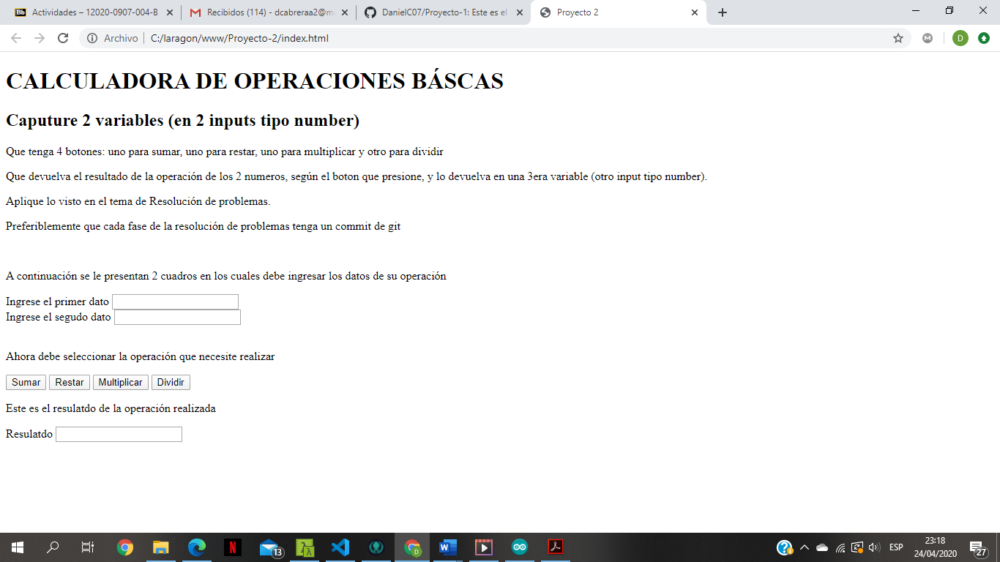 Bb Actividades – 12020-0907-004-B
Recibidos (114) - dcabreraa2@m
DanielC07/Proyecto-1: Este es el
Proyecto 2
Archivo C:/laragon/www/Proyecto-2/index.html
D
CALCULADORA DE OPERACIONES BÁSCAS
Caputure 2 variables (en 2 inputs tipo number)
Que tenga 4 botones: uno para sumar, uno para restar, uno para multiplicar y otro para dividir
Que devuelva el resultado de la operación de los 2 numeros, según el boton que presione, y lo devuelva en una 3era variable (otro input tipo number).
Aplique lo visto en el tema de Resolución de problemas.
Preferiblemente que cada fase de la resolución de problemas tenga un commit de git
A continuación se le presentan 2 cuadros en los cuales debe ingresar los datos de su operación
Ingrese el primer dato
Ingrese el segudo dato
Ahora debe seleccionar la operación que necesite realizar
Sumar Restar Multiplicar Dividir
Este es el resulatdo de la operación realizada
Resulatdo
13
ESP
23:18
24/04/2020
27